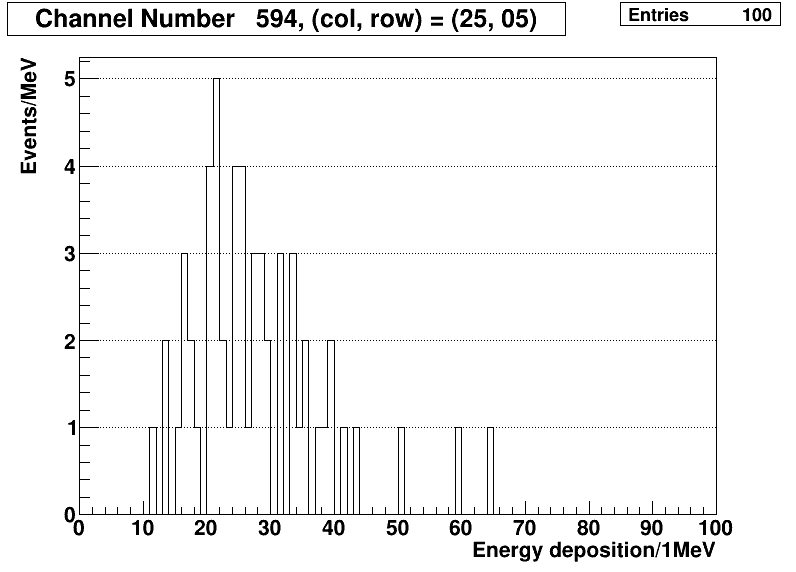 Channel Number 594, (col, row) = (25, 05)
Entries 100
Events/MeV
5
4
3
2
1
0
0 10 20 30 40 50 60 70 80 90 100
Energy deposition/1MeV